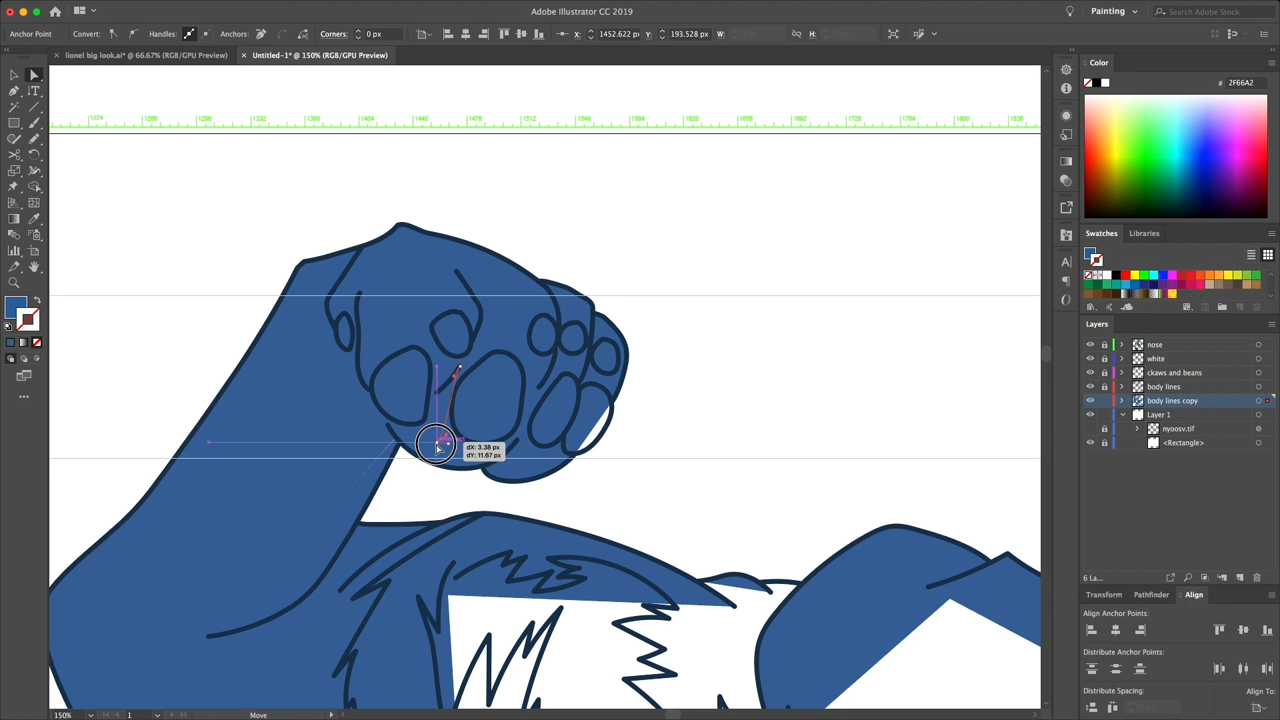 Adobe Illustrator CC 2019
Painting
Search Adobe Stock
Anchor Point
Convert:
Handles:
Anchors:
Corners:
0 px
X:
1452.622 px
Y:
193.528 px
W:
H:
× lionel big look.ai* @ 66.67% (RGB/GPU Preview)
× Untitled-1* @ 150% (RGB/GPU Preview)
Color
# 2F66A2
Swatches
Libraries
Layers
nose
white
ckaws and beans
body lines
body lines copy
Layer 1
nyoosv.tif
<Rectangle>
6 La...
Transform
Pathfinder
Align
Align Anchor Points:
Distribute Anchor Points:
Distribute Spacing:
Align To:
dX: 3.38 px
dY: 11.67 px
150%
1
Move